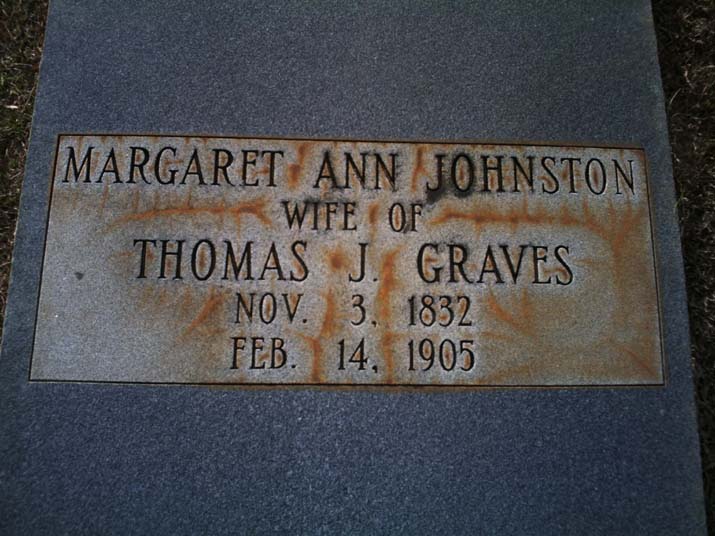 MARGARET ANN JOHNSTON
WIFE OF
THOMAS J. GRAVES
NOV. 3, 1832
FEB. 14, 1905